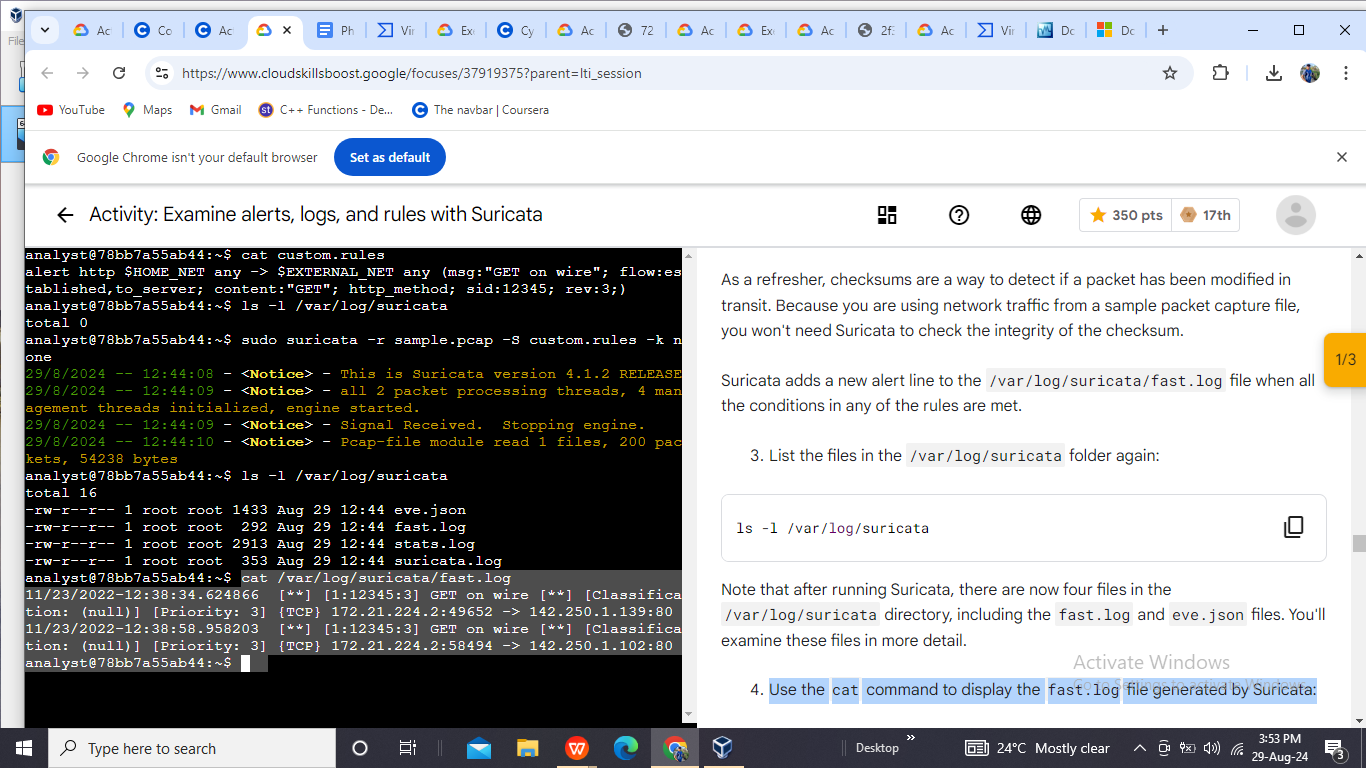 File
Ac
Co
Ac
Ph
Vir
Ex
Cy
Ac
72
Ac
Ex
Ac
2f
Ac
Vir
Dc
Dc
https://www.cloudskillsboost.google/focuses/37919375?parent=lti_session
YouTube Maps Gmail C++ Functions - De... The navbar | Coursera
Google Chrome isn't your default browser Set as default
Activity: Examine alerts, logs, and rules with Suricata 350 pts 17th
analyst@78bb7a55ab44:~$ cat custom.rules
alert http $HOME_NET any -> $EXTERNAL_NET any (msg:"GET on wire"; flow:es
tablished,to_server; content:"GET"; http_method; sid:12345; rev:3;)
analyst@78bb7a55ab44:~$ ls -l /var/log/suricata
total 0
analyst@78bb7a55ab44:~$ sudo suricata -r sample.pcap -S custom.rules -k n
one
29/8/2024 -- 12:44:08 - <Notice> - This is Suricata version 4.1.2 RELEASE
29/8/2024 -- 12:44:09 - <Notice> - all 2 packet processing threads, 4 man
agement threads initialized, engine started.
29/8/2024 -- 12:44:09 - <Notice> - Signal Received.  Stopping engine.
29/8/2024 -- 12:44:10 - <Notice> - Pcap-file module read 1 files, 200 pac
kets, 54238 bytes
analyst@78bb7a55ab44:~$ ls -l /var/log/suricata
total 16
-rw-r--r-- 1 root root 1433 Aug 29 12:44 eve.json
-rw-r--r-- 1 root root  292 Aug 29 12:44 fast.log
-rw-r--r-- 1 root root 2913 Aug 29 12:44 stats.log
-rw-r--r-- 1 root root  353 Aug 29 12:44 suricata.log
analyst@78bb7a55ab44:~$ cat /var/log/suricata/fast.log
11/23/2022-12:38:34.624866  [**] [1:12345:3] GET on wire [**] [Classifica
tion: (null)] [Priority: 3] {TCP} 172.21.224.2:49652 -> 142.250.1.139:80
11/23/2022-12:38:58.958203  [**] [1:12345:3] GET on wire [**] [Classifica
tion: (null)] [Priority: 3] {TCP} 172.21.224.2:58494 -> 142.250.1.102:80
analyst@78bb7a55ab44:~$
As a refresher, checksums are a way to detect if a packet has been modified in
transit. Because you are using network traffic from a sample packet capture file,
you won't need Suricata to check the integrity of the checksum.
1/3
Suricata adds a new alert line to the /var/log/suricata/fast.log file when all
the conditions in any of the rules are met.
3. List the files in the /var/log/suricata folder again:
ls -l /var/log/suricata
Note that after running Suricata, there are now four files in the
/var/log/suricata directory, including the fast.log and eve.json files. You'll
examine these files in more detail.
Activate Windows
Go to Settings to activate Windows.
4. Use the cat command to display the fast.log file generated by Suricata:
Type here to search
Desktop
24°C Mostly clear
3:53 PM
29-Aug-24
3